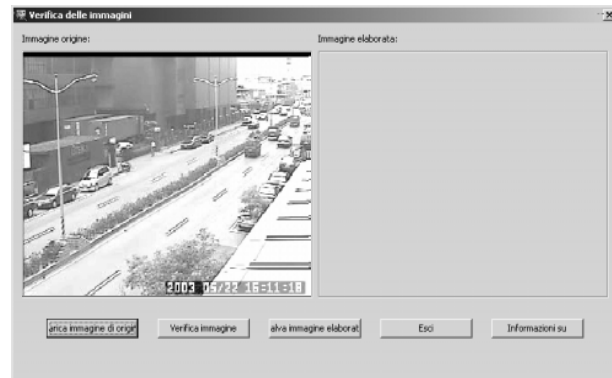 Verifica delle immagini
Immagine origine: Immagine elaborata:
2003 05/22 16:11:18
arica immagine di origin Verifica immagine alva immagine elaborat Esci Informazioni su